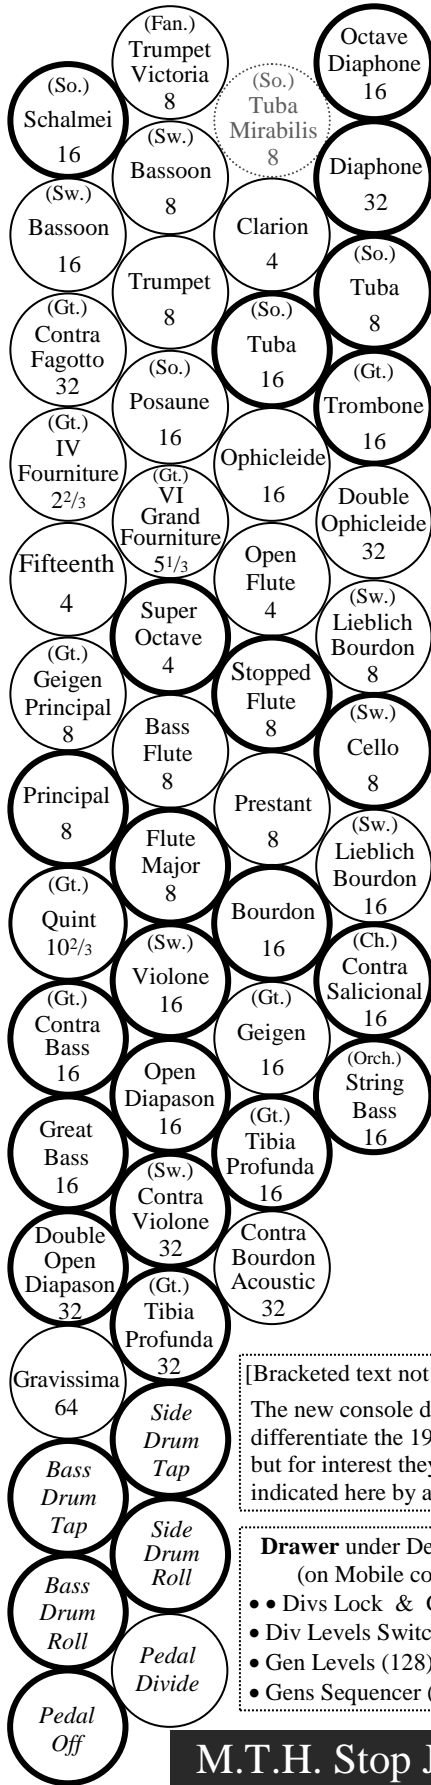 (So.)
Schalmei
16
(Sw.)
Bassoon
16
(Gt.)
Contra
Fagotto
32
(Gt.)
IV
Fourniture
2²/₃
Fifteenth
4
(Gt.)
Geigen
Principal
8
Principal
8
(Gt.)
Quint
10²/₃
(Gt.)
Contra
Bass
16
Great
Bass
16
Double
Open
Diapason
32
Gravissima
64
Bass
Drum
Tap
Bass
Drum
Roll
Pedal
Off
(Fan.)
Trumpet
Victoria
8
(Sw.)
Bassoon
8
Trumpet
8
(So.)
Posaune
16
(Gt.)
VI
Grand
Fourniture
5¹/₃
Super
Octave
4
Bass
Flute
8
Flute
Major
8
(Sw.)
Violone
16
Open
Diapason
16
(Sw.)
Contra
Violone
32
(Gt.)
Tibia
Profunda
32
Side
Drum
Tap
Side
Drum
Roll
Pedal
Divide
(So.)
Tuba
Mirabilis
8
Clarion
4
(So.)
Tuba
16
Ophicleide
16
Open
Flute
4
Stopped
Flute
8
Prestant
8
Bourdon
16
(Gt.)
Geigen
16
(Gt.)
Tibia
Profunda
16
Contra
Bourdon
Acoustic
32
Octave
Diaphone
16
Diaphone
32
(So.)
Tuba
8
(Gt.)
Trombone
16
Double
Ophicleide
32
(Sw.)
Lieblich
Bourdon
8
(Sw.)
Cello
8
(Sw.)
Lieblich
Bourdon
16
(Ch.)
Contra
Salicional
16
(Orch.)
String
Bass
16
[Bracketed text not
The new console d
differentiate the 19
but for interest they
indicated here by a
Drawer under De
(on Mobile co
• • Divs Lock & C
• Div Levels Switc
• Gen Levels (128)
• Gens Sequencer (
M.T.H. Stop J